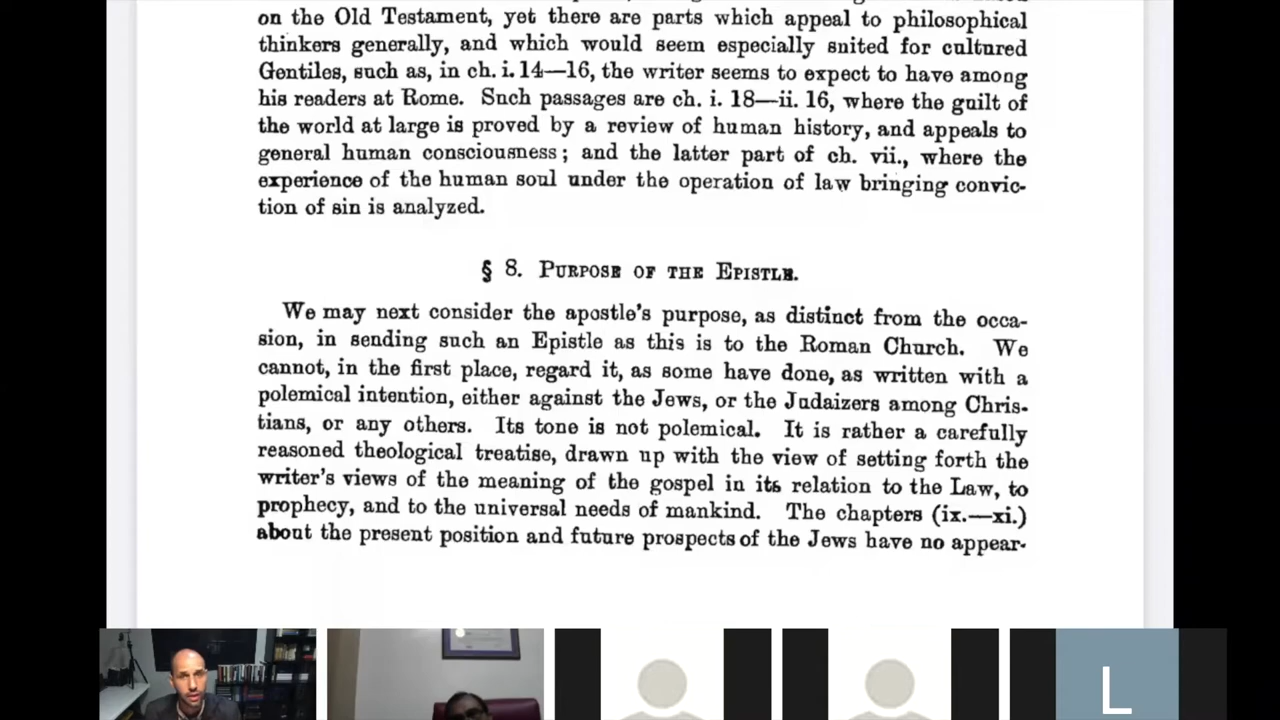 on the Old Testament, yet there are parts which appeal to philosophical
thinkers generally, and which would seem especially suited for cultured
Gentiles, such as, in ch. i. 14—16, the writer seems to expect to have among
his readers at Rome. Such passages are ch. i. 18—ii. 16, where the guilt of
the world at large is proved by a review of human history, and appeals to
general human consciousness; and the latter part of ch. vii., where the
experience of the human soul under the operation of law bringing convic-
tion of sin is analyzed.
§ 8. PURPOSE OF THE EPISTLE.
We may next consider the apostle's purpose, as distinct from the occa-
sion, in sending such an Epistle as this is to the Roman Church. We
cannot, in the first place, regard it, as some have done, as written with a
polemical intention, either against the Jews, or the Judaizers among Chris-
tians, or any others. Its tone is not polemical. It is rather a carefully
reasoned theological treatise, drawn up with the view of setting forth the
writer's views of the meaning of the gospel in its relation to the Law, to
prophecy, and to the universal needs of mankind. The chapters (ix.—xi.)
about the present position and future prospects of the Jews have no appear-
L